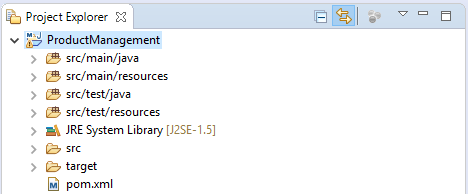 Project Explorer
ProductManagement
src/main/java
src/main/resources
src/test/java
src/test/resources
JRE System Library [J2SE-1.5]
src
target
pom.xml